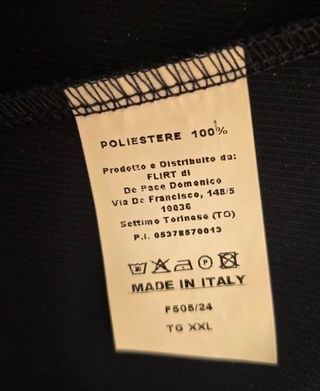 POLIESTERE 100%
Prodotto e Distribuito da:
FLIRT di
De Pace Domenico
Via De Francisco, 148/5
10036
Settimo Torinese (TO)
P.I. 05378570013
MADE IN ITALY
F505/24
TG XXL